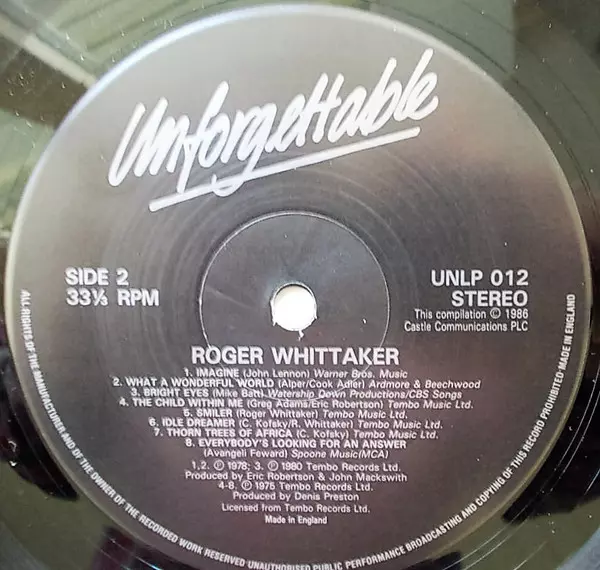 Unforgettable
SIDE 2
33⅓ RPM
UNLP 012
STEREO
This compilation © 1986
Castle Communications PLC
ROGER WHITTAKER
1. IMAGINE (John Lennon) Warner Bros. Music
2. WHAT A WONDERFUL WORLD (Alper/Cook Adler) Ardmore & Beechwood
3. BRIGHT EYES (Mike Batt) Watership Down Productions/CBS Songs
4. THE CHILD WITHIN ME (Greg Adams/Eric Robertson) Tembo Music Ltd.
5. SMILER (Roger Whittaker) Tembo Music Ltd.
6. IDLE DREAMER (C. Kofsky/R. Whittaker) Tembo Music Ltd.
7. THORN TREES OF AFRICA (C. Kofsky) Tembo Music Ltd.
8. EVERYBODY'S LOOKING FOR AN ANSWER
(Avangeli Feward) Spoone Music(MCA)
1,2. ℗ 1978; 3. ℗ 1980 Tembo Records Ltd.
Produced by Eric Robertson & John Mackswith
4-8. ℗ 1975 Tembo Records Ltd.
Produced by Denis Preston
Licensed from Tembo Records Ltd.
Made in England
ALL RIGHTS OF THE MANUFACTURER AND OF THE OWNER OF THE RECORDED WORK RESERVED UNAUTHORISED PUBLIC PERFORMANCE BROADCASTING AND COPYING OF THIS RECORD PROHIBITED·MADE IN ENGLAND